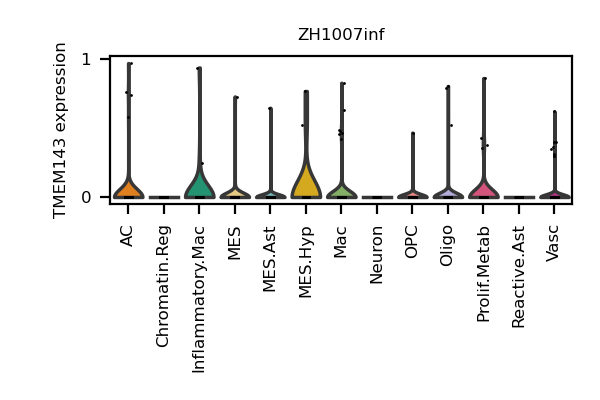 ZH1007inf
TMEM143 expression
1
0
AC
Chromatin.Reg
Inflammatory.Mac
MES
MES.Ast
MES.Hyp
Mac
Neuron
OPC
Oligo
Prolif.Metab
Reactive.Ast
Vasc